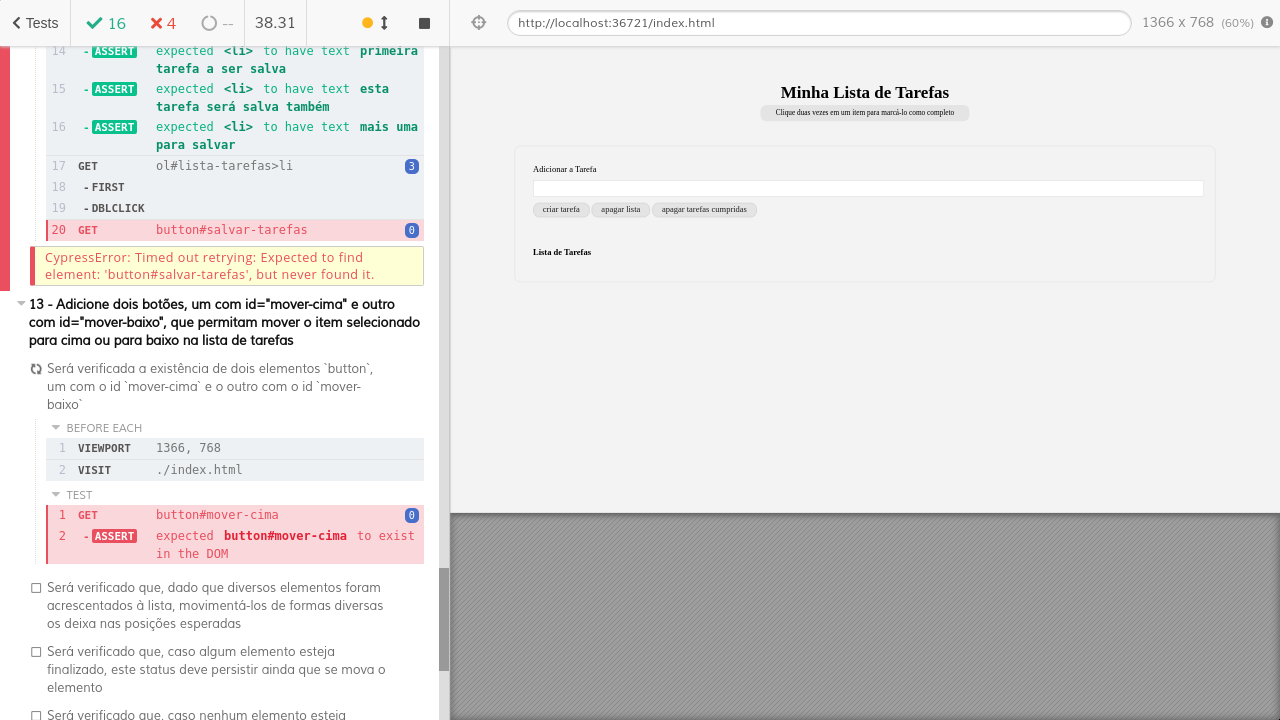 Tests 16 4 -- 38.31
http://localhost:36721/index.html 1366 x 768 (60%)
14 - ASSERT expected <li> to have text primeira
tarefa a ser salva
15 - ASSERT expected <li> to have text esta
tarefa será salva também
16 - ASSERT expected <li> to have text mais uma
para salvar
17 GET ol#lista-tarefas>li 3
18 - FIRST
19 - DBLCLICK
20 GET button#salvar-tarefas 0
CypressError: Timed out retrying: Expected to find
element: 'button#salvar-tarefas', but never found it.
13 - Adicione dois botões, um com id="mover-cima" e outro
com id="mover-baixo", que permitam mover o item selecionado
para cima ou para baixo na lista de tarefas
Será verificada a existência de dois elementos `button`,
um com o id `mover-cima` e o outro com o id `mover-
baixo`
BEFORE EACH
1 VIEWPORT 1366, 768
2 VISIT ./index.html
TEST
1 GET button#mover-cima 0
2 - ASSERT expected button#mover-cima to exist
in the DOM
Será verificado que, dado que diversos elementos foram
acrescentados à lista, movimentá-los de formas diversas
os deixa nas posições esperadas
Será verificado que, caso algum elemento esteja
finalizado, este status deve persistir ainda que se mova o
elemento
Será verificado que, caso nenhum elemento esteja
Minha Lista de Tarefas
Clique duas vezes em um item para marcá-lo como completo
Adicionar a Tarefa
criar tarefa apagar lista apagar tarefas cumpridas
Lista de Tarefas